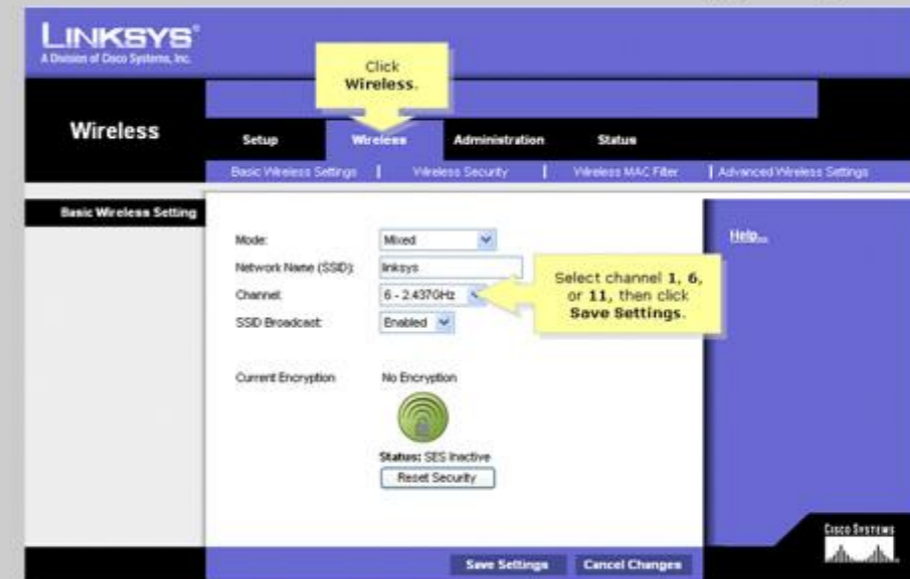 LINKSYS®
A Division of Cisco Systems, Inc.
Click
Wireless.
Wireless
Setup Wireless Administration Status
Basic Wireless Settings | Wireless Security | Wireless MAC Filter | Advanced Wireless Settings
Basic Wireless Setting
Help...
Mode: Mixed
Network Name (SSID): linksys
Channel: 6 - 2.437GHz
Select channel 1, 6,
or 11, then click
Save Settings.
SSID Broadcast: Enabled
Current Encryption No Encryption
Status: SES Inactive
Reset Security
CISCO SYSTEMS
Save Settings Cancel Changes